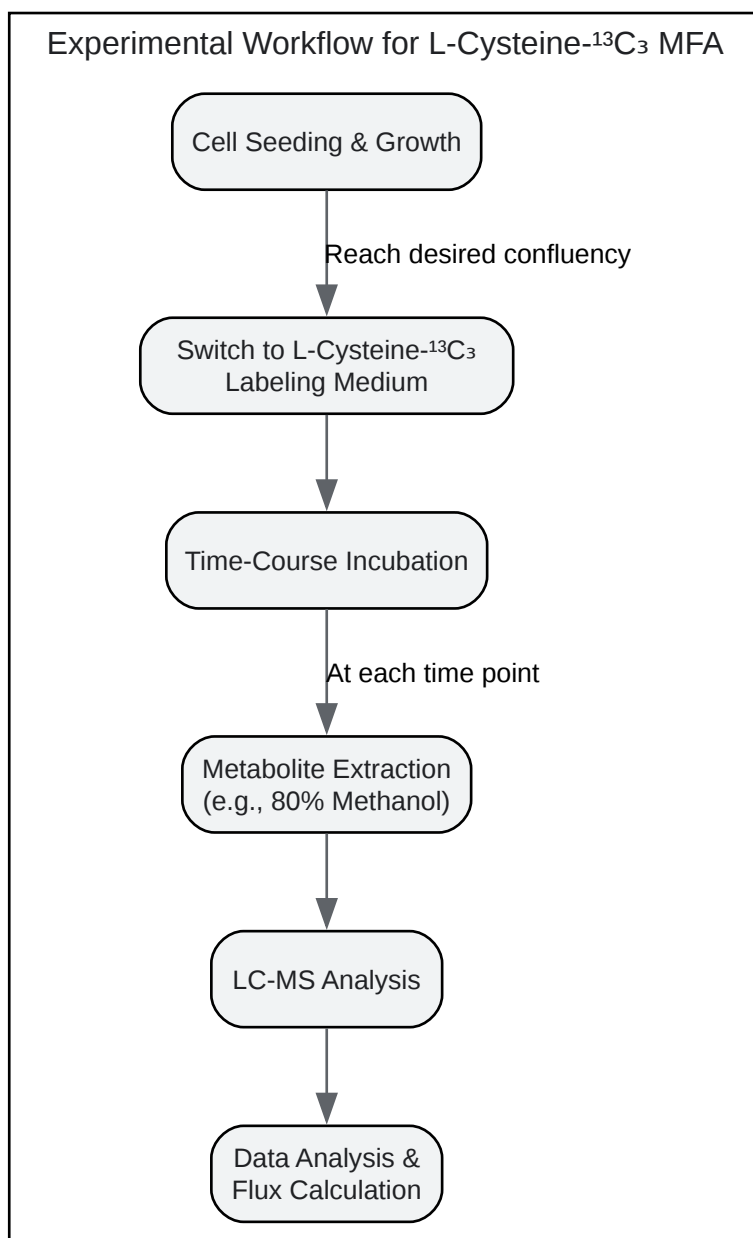 Experimental Workflow for L-Cysteine-¹³C₃ MFA
Cell Seeding & Growth
Reach desired confluency
Switch to L-Cysteine-¹³C₃
Labeling Medium
Time-Course Incubation
At each time point
Metabolite Extraction
(e.g., 80% Methanol)
LC-MS Analysis
Data Analysis &
Flux Calculation